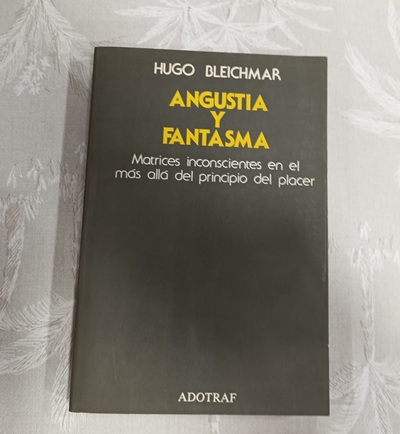 HUGO BLEICHMAR
ANGUSTIA
Y
FANTASMA
Matrices inconscientes en el
más allá del principio del placer
ADOTRAF